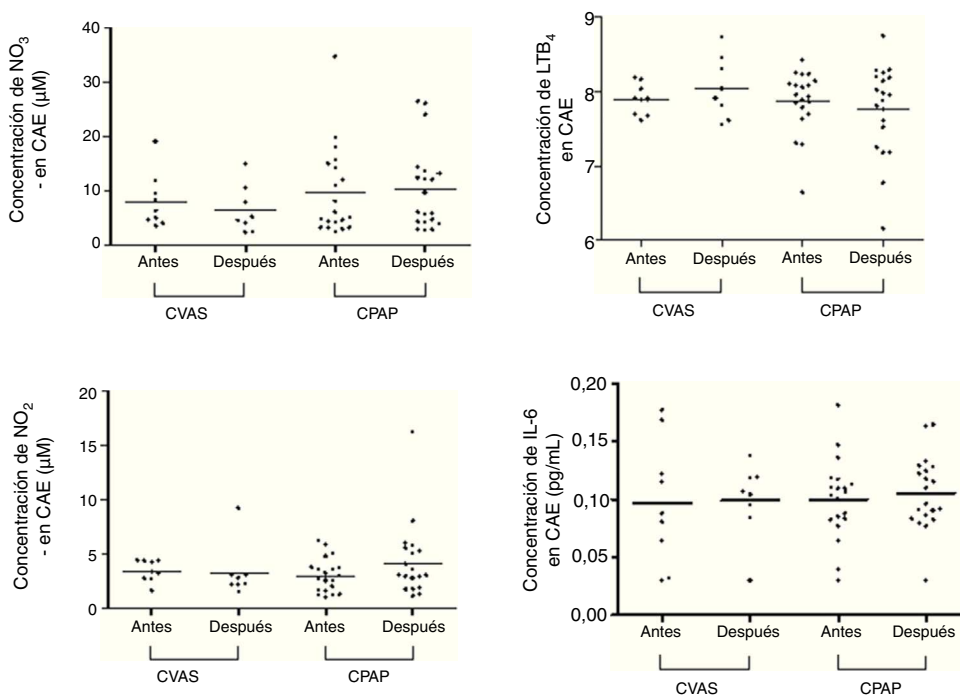 Concentración de NO3
- en CAE (µM)
40
30
20
10
0
Antes
Después
Antes
Después
CVAS
CPAP
Concentración de LTB4
en CAE
9
8
7
6
Antes
Después
Antes
Después
CVAS
CPAP
Concentración de NO2
- en CAE (µM)
20
15
10
5
0
Antes
Después
Antes
Después
CVAS
CPAP
Concentración de IL-6
en CAE (pg/mL)
0,20
0,15
0,10
0,05
0,00
Antes
Después
Antes
Después
CVAS
CPAP